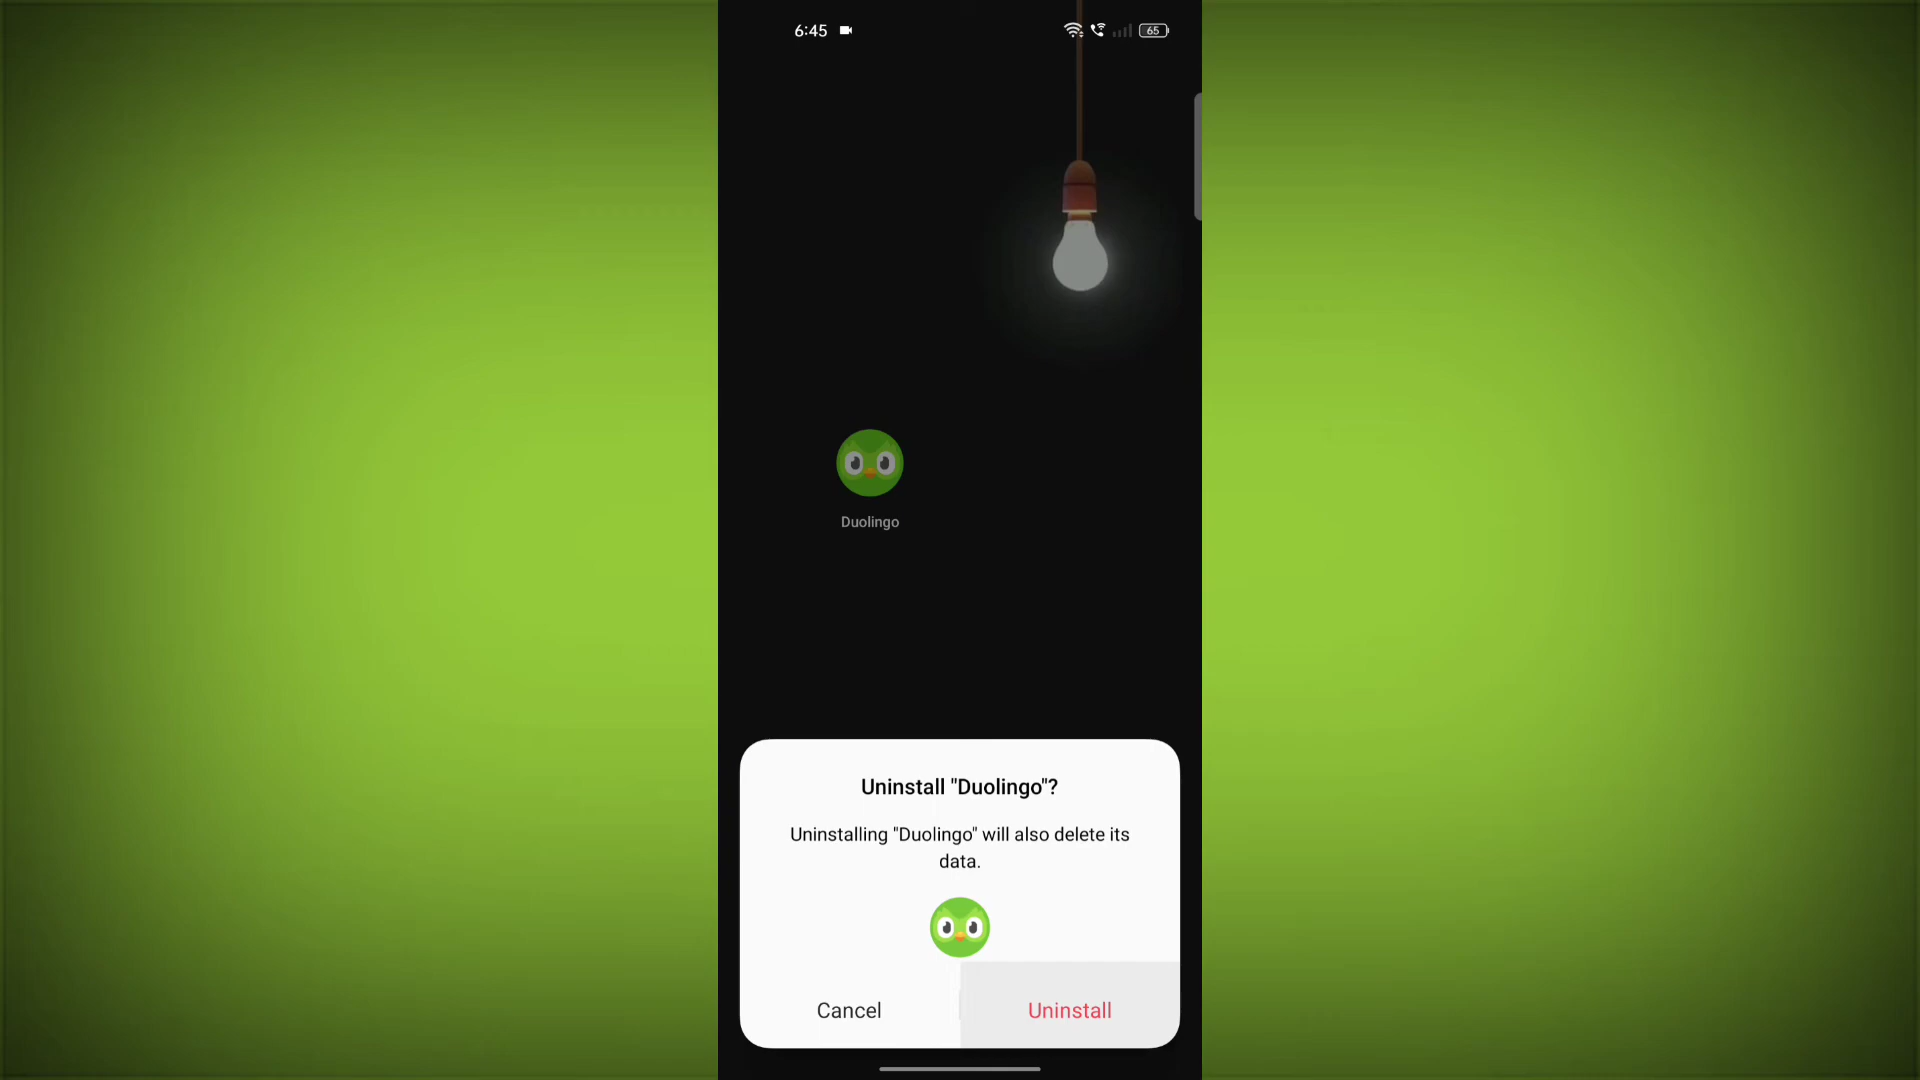 6:45
65
Duolingo
Uninstall "Duolingo"?
Uninstalling "Duolingo" will also delete its
data.
Cancel
Uninstall